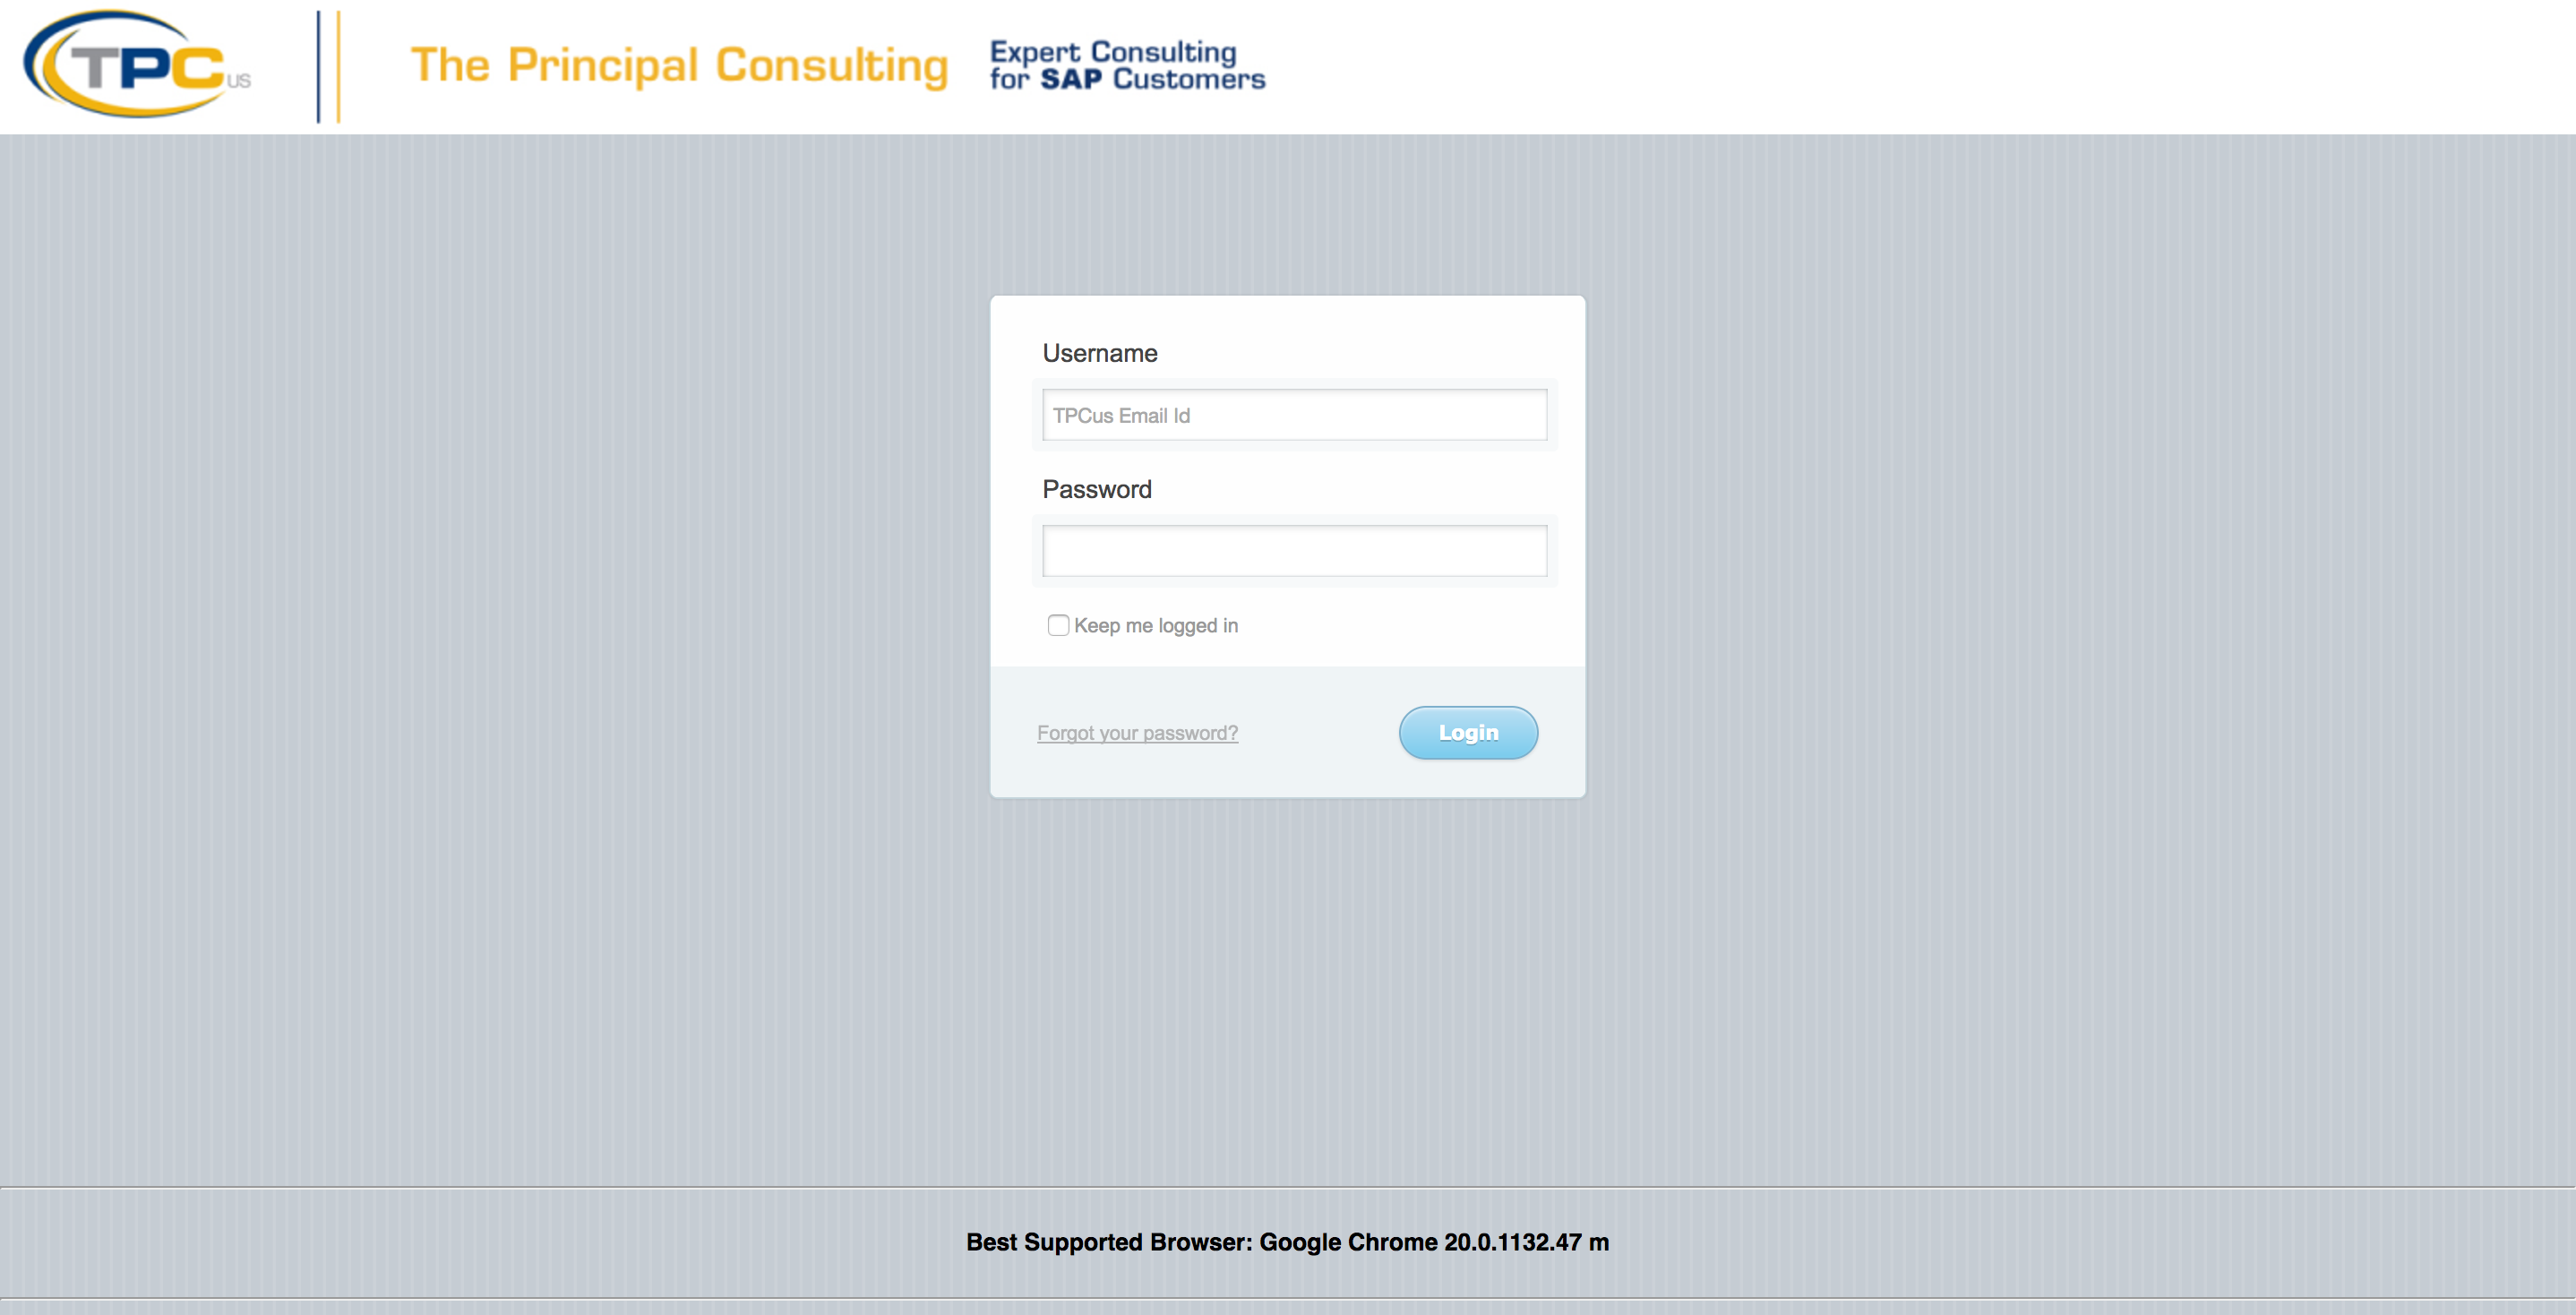 TPC US
The Principal Consulting
Expert Consulting
for SAP Customers
Username
TPCus Email Id
Password
Keep me logged in
Forgot your password?
Login
Best Supported Browser: Google Chrome 20.0.1132.47 m